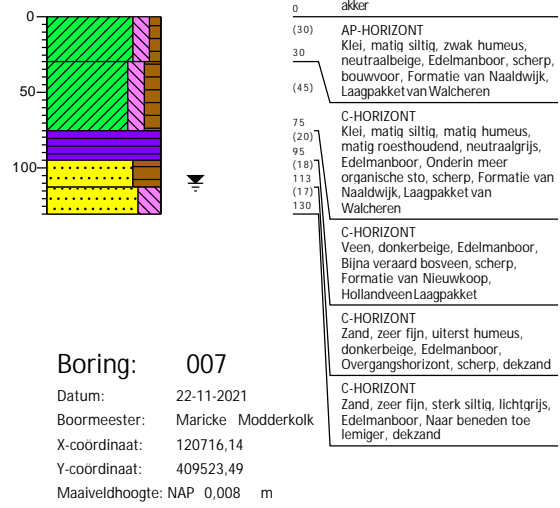 0
50
100
0
(30)
30
(45)
75
(20)
95
(18)
113
(17)
130
akker
AP-HORIZONT
Klei, matig siltig, zwak humeus,
neutraalbeige, Edelmanboor, scherp,
bouwvoor, Formatie van Naaldwijk,
Laagpakket van Walcheren
C-HORIZONT
Klei, matig siltig, matig humeus,
matig roesthoudend, neutraalgrijs,
Edelmanboor, Onderin meer
organische sto, scherp, Formatie van
Naaldwijk, Laagpakket van
Walcheren
C-HORIZONT
Veen, donkerbeige, Edelmanboor,
Bijna veraard bosveen, scherp,
Formatie van Nieuwkoop,
Hollandveen Laagpakket
C-HORIZONT
Zand, zeer fijn, uiterst humeus,
donkerbeige, Edelmanboor,
Overgangshorizont, scherp, dekzand
C-HORIZONT
Zand, zeer fijn, sterk siltig, lichtgrijs,
Edelmanboor, Naar beneden toe
lemiger, dekzand
Boring: 007
Datum: 22-11-2021
Boormeester: Maricke Modderkolk
X-coördinaat: 120716,14
Y-coördinaat: 409523,49
Maaiveldhoogte: NAP 0,008 m